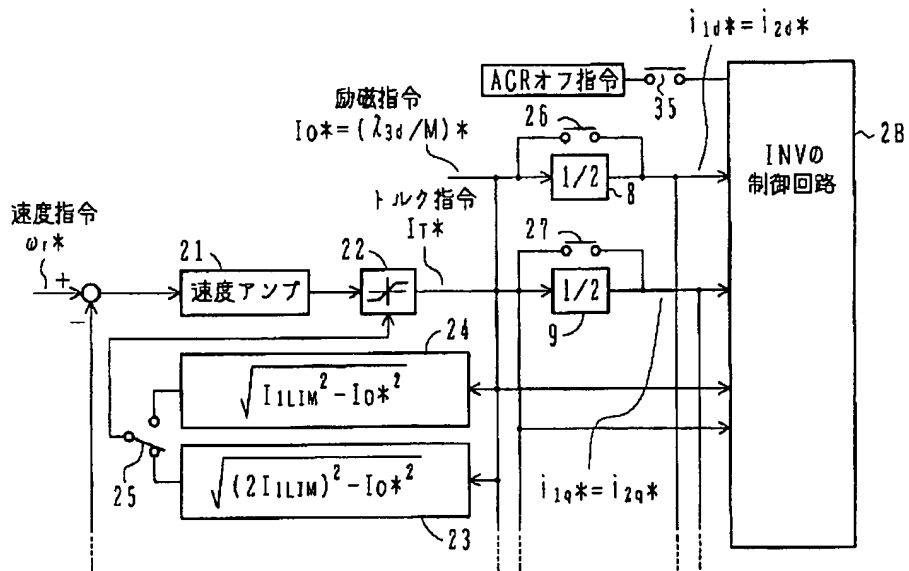 i1d*=i2d*
ACRオフ指令
35
励磁指令
I0*=(λ3d/M)*
26
2B
INVの
制御回路
1/2
8
トルク指令
IT*
速度指令
ωr*
+
−
21
速度アンプ
22
27
1/2
9
24
√I1LIM²−I0*²
25
√(2I1LIM)²−I0*²
23
i1q*=i2q*